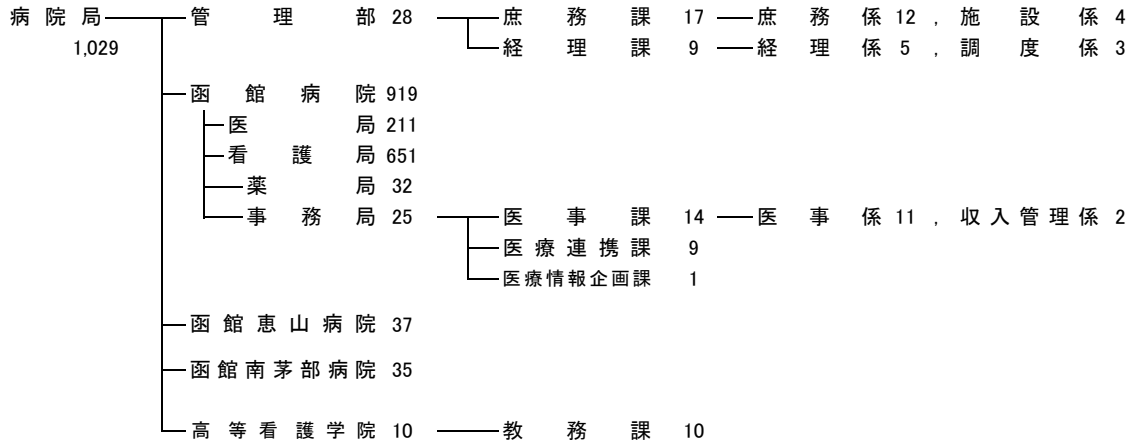 病院局 管理部 28 庶務課 17 庶務係 12 , 施設係 4
1,029 経理課 9 経理係 5 , 調度係 3
函館病院 919
医局 211
看護局 651
薬局 32
事務局 25 医事課 14 医事係 11 , 収入管理係 2
医療連携課 9
医療情報企画課 1
函館恵山病院 37
函館南茅部病院 35
高等看護学院 10 教務課 10